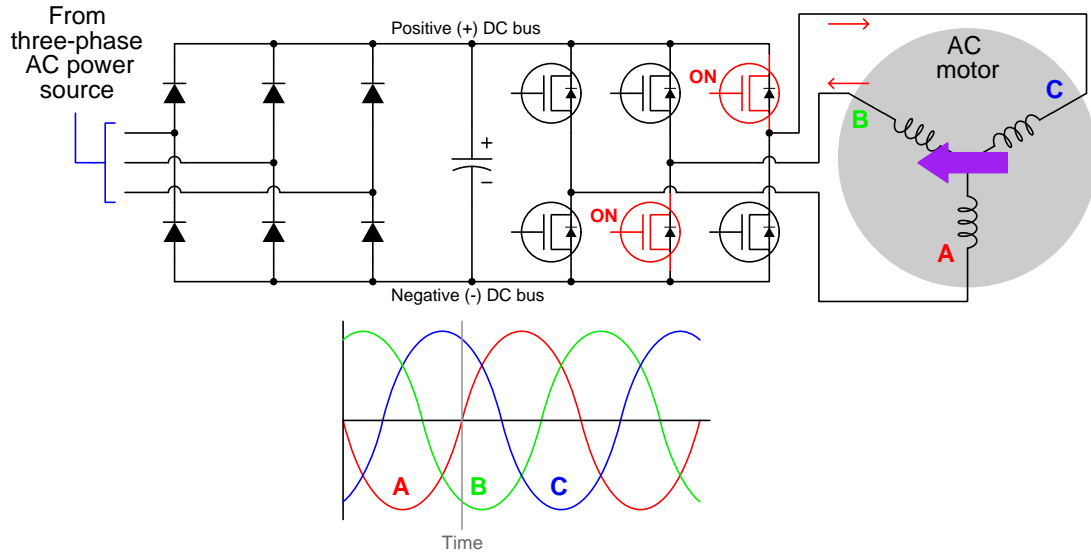 From
three-phase
AC power
source
Positive (+) DC bus
ON
ON
+
−
Negative (-) DC bus
AC
motor
B
C
A
A
B
C
Time